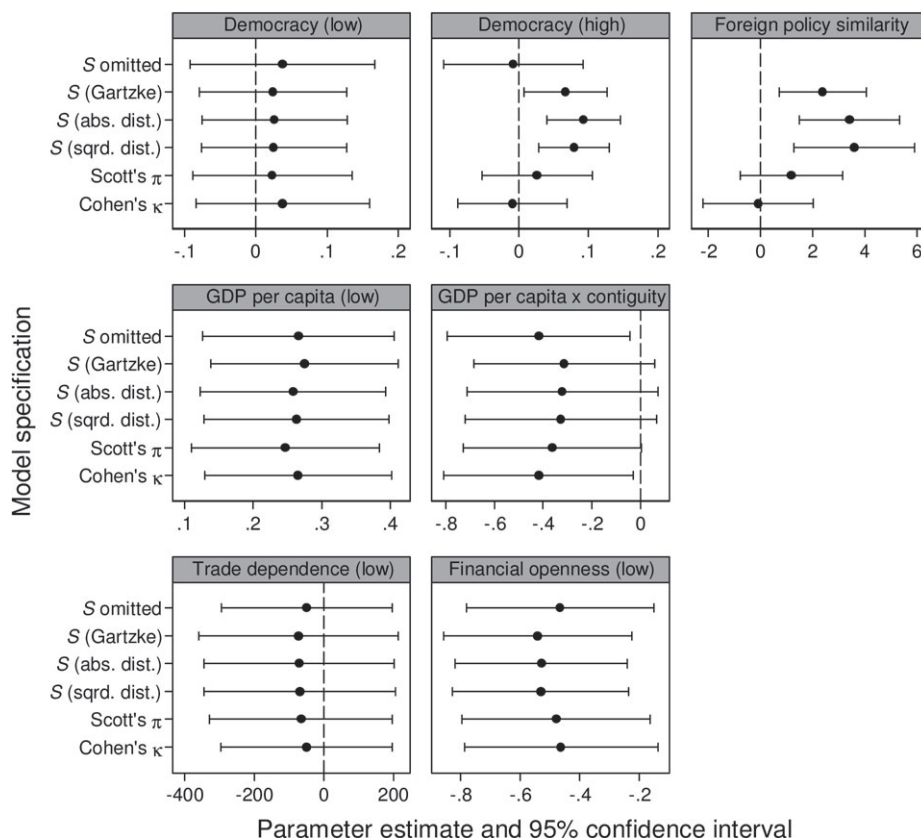 Democracy (low) Democracy (high) Foreign policy similarity
S omitted
S (Gartzke)
S (abs. dist.)
S (sqrd. dist.)
Scott's π
Cohen's κ
-.1 0 .1 .2 -.1 0 .1 .2 -2 0 2 4 6
GDP per capita (low) GDP per capita x contiguity
S omitted
S (Gartzke)
S (abs. dist.)
S (sqrd. dist.)
Scott's π
Cohen's κ
.1 .2 .3 .4 -.8 -.6 -.4 -.2 0
Model specification
Trade dependence (low) Financial openness (low)
S omitted
S (Gartzke)
S (abs. dist.)
S (sqrd. dist.)
Scott's π
Cohen's κ
-400 -200 0 200 -.8 -.6 -.4 -.2
Parameter estimate and 95% confidence interval